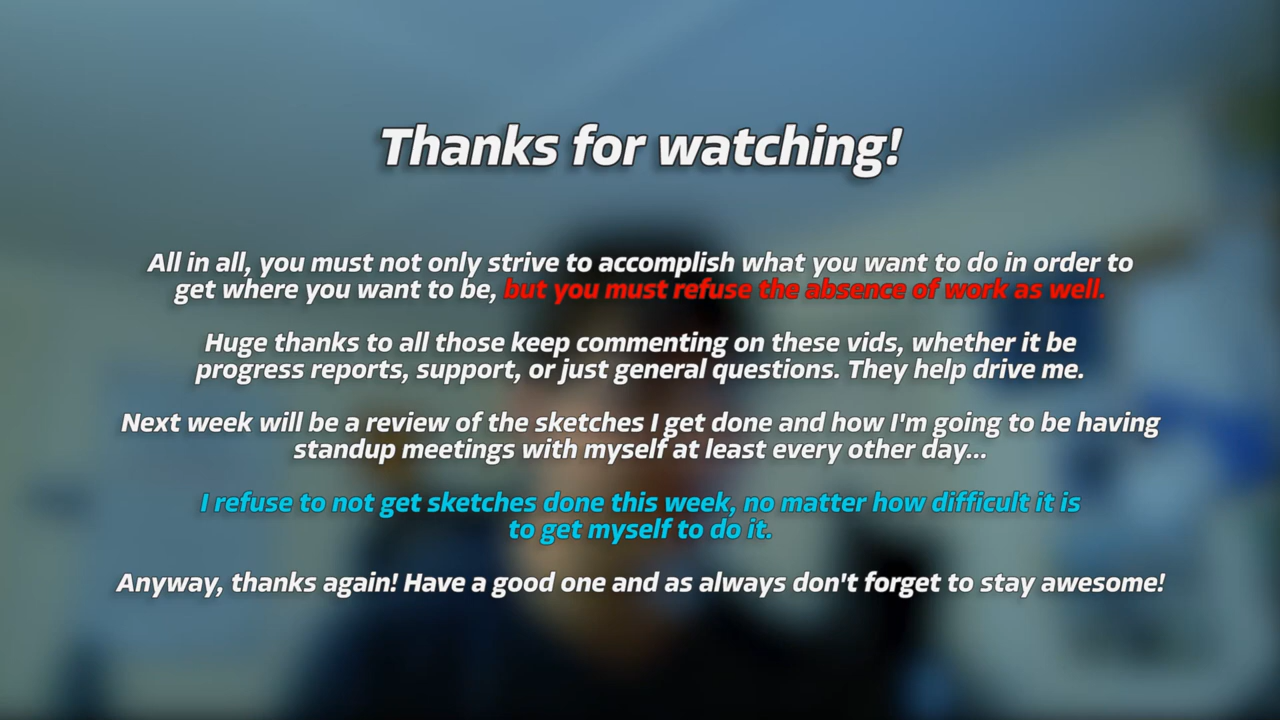 Thanks for watching!
All in all, you must not only strive to accomplish what you want to do in order to
get where you want to be, but you must refuse the absence of work as well.
Huge thanks to all those keep commenting on these vids, whether it be
progress reports, support, or just general questions. They help drive me.
Next week will be a review of the sketches I get done and how I'm going to be having
standup meetings with myself at least every other day...
I refuse to not get sketches done this week, no matter how difficult it is
to get myself to do it.
Anyway, thanks again! Have a good one and as always don't forget to stay awesome!